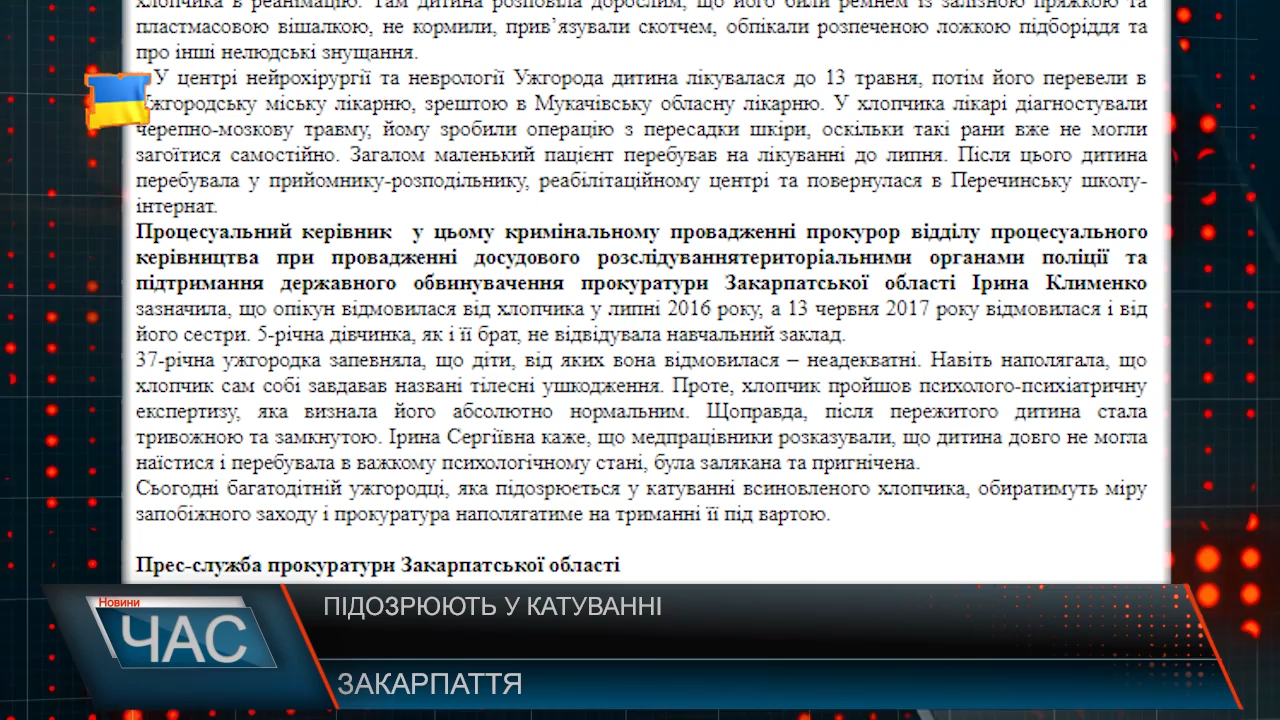 хлопчика в реанімацію. Там дитина розповіла дорослим, що його били ремнем із залізною пряжкою та
пластмасовою вішалкою, не кормили, прив’язували скотчем, обпікали розпеченою ложкою підборіддя та
про інші нелюдські знущання.
У центрі нейрохірургії та неврології Ужгорода дитина лікувалася до 13 травня, потім його перевели в
Ужгородську міську лікарню, зрештою в Мукачівську обласну лікарню. У хлопчика лікарі діагностували
черепно-мозкову травму, йому зробили операцію з пересадки шкіри, оскільки такі рани вже не могли
загоїтися самостійно. Загалом маленький пацієнт перебував на лікуванні до липня. Після цього дитина
перебувала у прийомнику-розподільнику, реабілітаційному центрі та повернулася в Перечинську школу-
інтернат.
Процесуальний керівник у цьому кримінальному провадженні прокурор відділу процесуального
керівництва при провадженні досудового розслідуваннятериторіальними органами поліції та
підтримання державного обвинувачення прокуратури Закарпатської області Ірина Клименко
зазначила, що опікун відмовилася від хлопчика у липні 2016 року, а 13 червня 2017 року відмовилася і від
його сестри. 5-річна дівчинка, як і її брат, не відвідувала навчальний заклад.
37-річна ужгородка запевняла, що діти, від яких вона відмовилася – неадекватні. Навіть наполягала, що
хлопчик сам собі завдавав названі тілесні ушкодження. Проте, хлопчик пройшов психолого-психіатричну
експертизу, яка визнала його абсолютно нормальним. Щоправда, після пережитого дитина стала
тривожною та замкнутою. Ірина Сергіївна каже, що медпрацівники розказували, що дитина довго не могла
наїстися і перебувала в важкому психологічному стані, була залякана та пригнічена.
Сьогодні багатодітній ужгородці, яка підозрюється у катуванні всиновленого хлопчика, обиратимуть міру
запобіжного заходу і прокуратура наполягатиме на триманні її під вартою.
Прес-служба прокуратури Закарпатської області
Новини
ЧАС
ПІДОЗРЮЮТЬ У КАТУВАННІ
ЗАКАРПАТТЯ